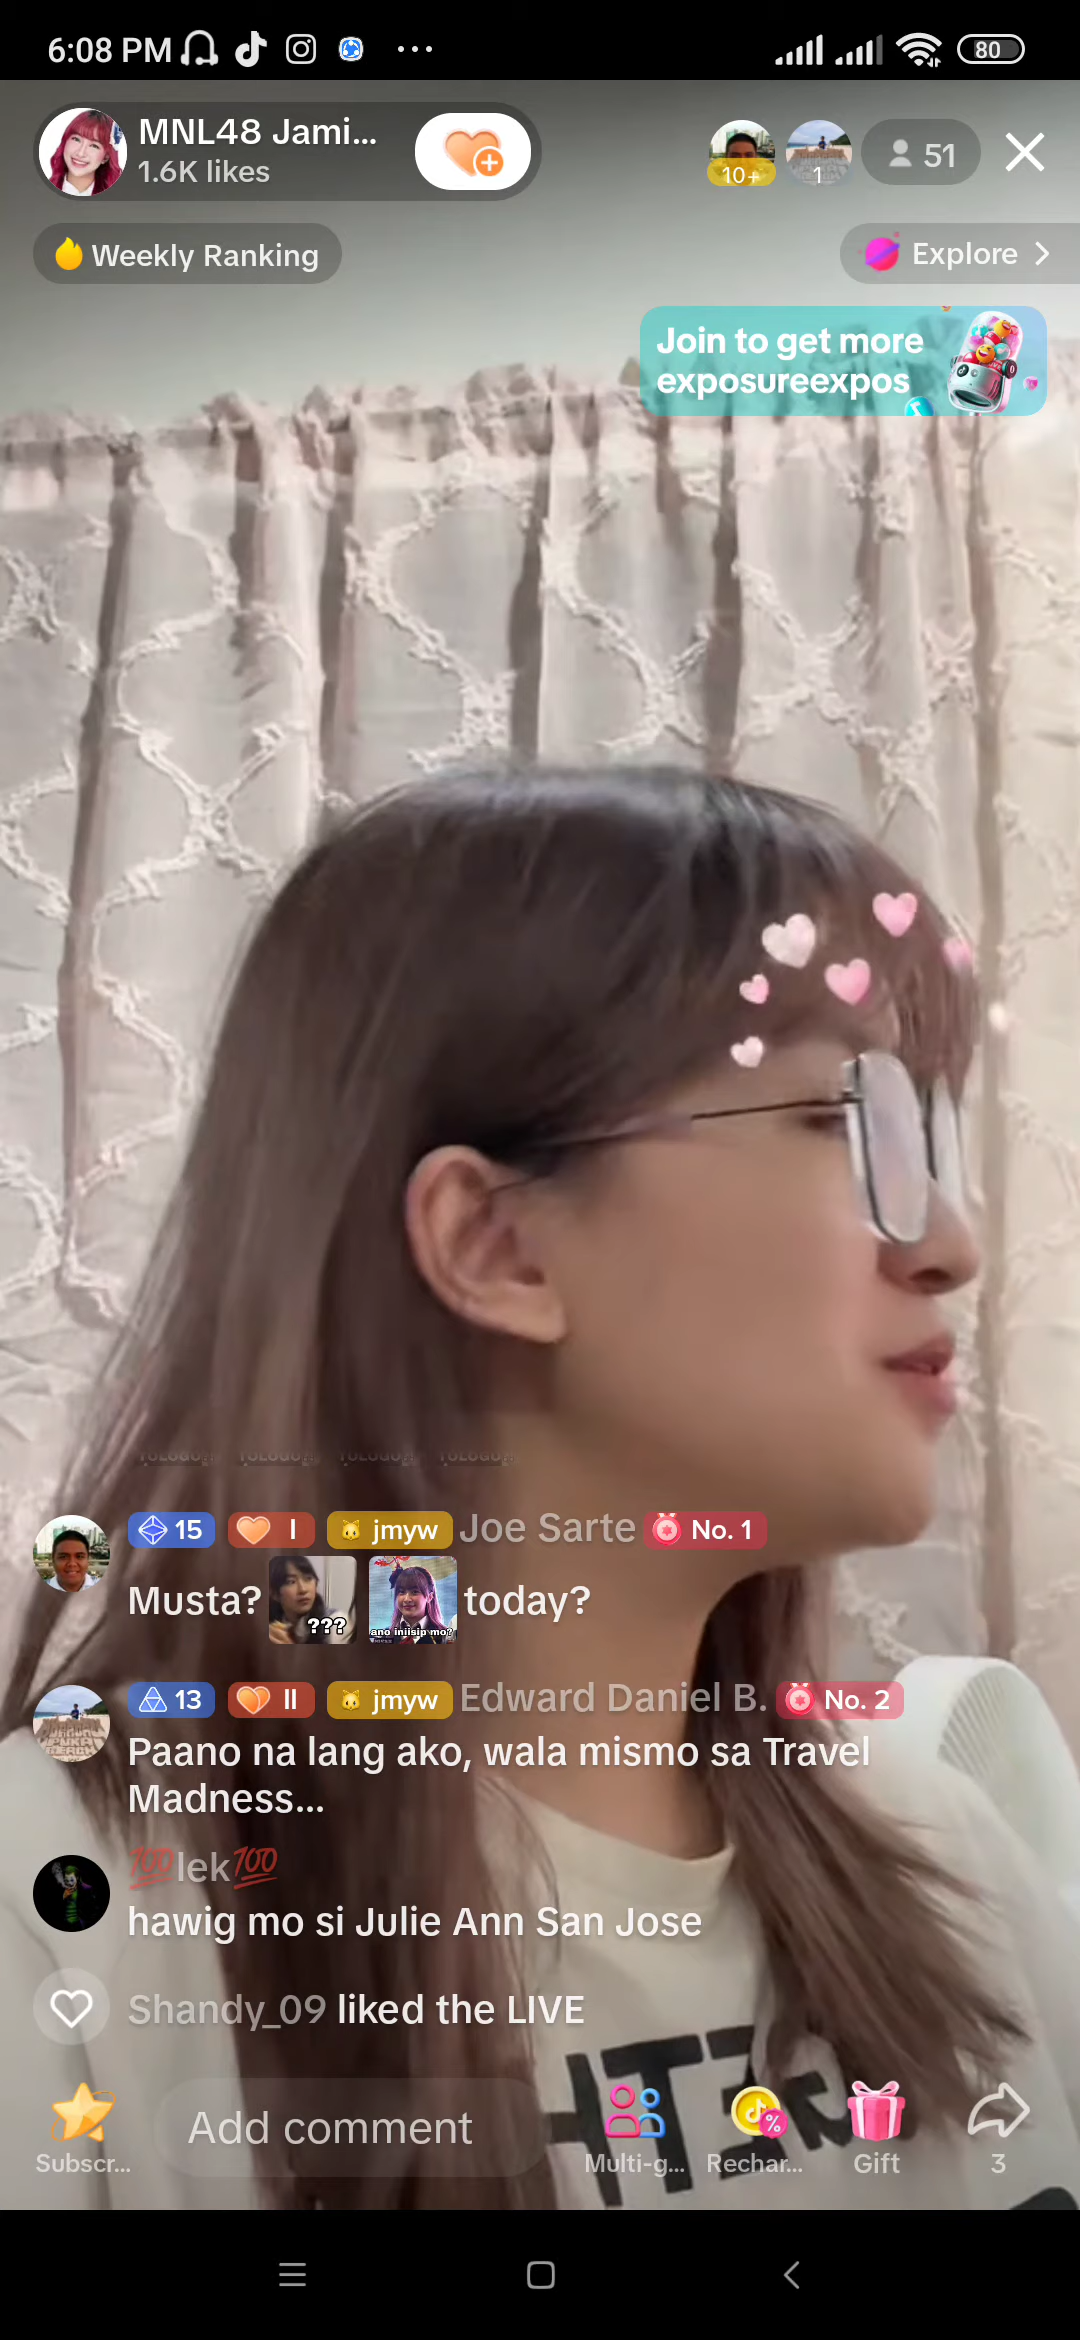 6:08 PM
80
MNL48 Jami...
1.6K likes
10+
1
51
Weekly Ranking
Explore
Join to get more
exposureexpos
15 I jmyw Joe Sarte No. 1
Musta? ??? ano iniisip mo? today?
13 II jmyw Edward Daniel B. No. 2
Paano na lang ako, wala mismo sa Travel
Madness...
💯lek💯
hawig mo si Julie Ann San Jose
Shandy_09 liked the LIVE
Add comment
Subscr...
Multi-g...
Rechar...
Gift
3